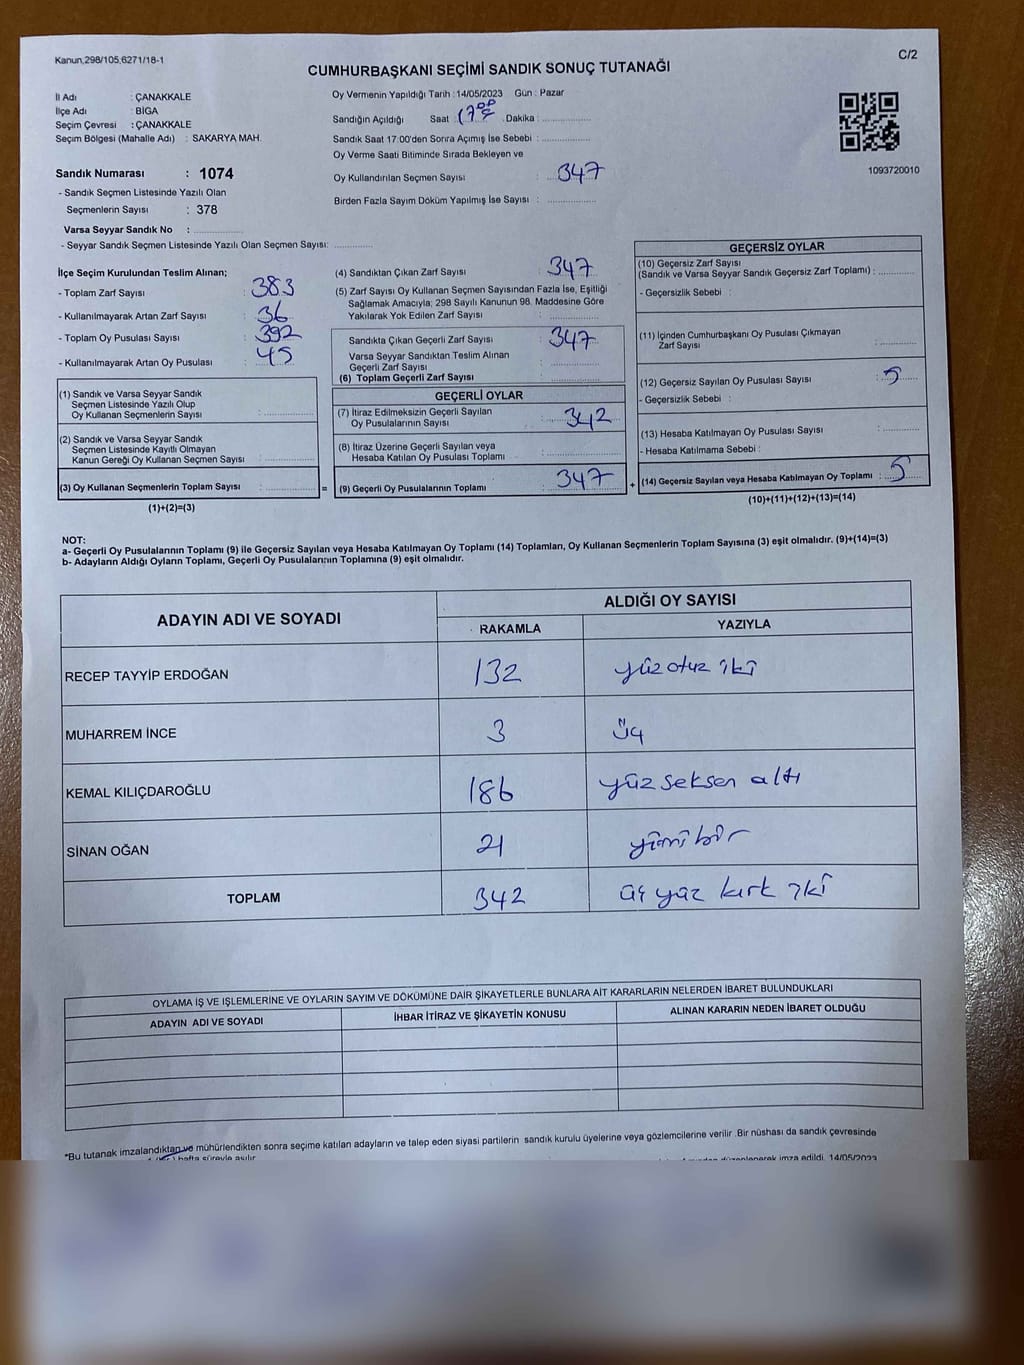 Kanun,298/105,6271/18-1
C/2
CUMHURBAŞKANI SEÇİMİ SANDIK SONUÇ TUTANAĞI
İl Adı : ÇANAKKALE
İlçe Adı : BİGA
Seçim Çevresi : ÇANAKKALE
Seçim Bölgesi (Mahalle Adı) : SAKARYA MAH.
Sandık Numarası : 1074
- Sandık Seçmen Listesinde Yazılı Olan
Seçmenlerin Sayısı : 378
Varsa Seyyar Sandık No :
- Seyyar Sandık Seçmen Listesinde Yazılı Olan Seçmen Sayısı:
Oy Vermenin Yapıldığı Tarih :14/05/2023 Gün : Pazar
Sandığın Açıldığı Saat 17:00 Dakika :
Sandık Saat 17.00'den Sonra Açımış İse Sebebi :
Oy Verme Saati Bitiminde Sırada Bekleyen ve
Oy Kullandırılan Seçmen Sayısı : 347
Birden Fazla Sayım Döküm Yapılmış İse Sayısı :
1093720010
İlçe Seçim Kurulundan Teslim Alınan;
- Toplam Zarf Sayısı : 383
- Kullanılmayarak Artan Zarf Sayısı : 36
- Toplam Oy Pusulası Sayısı : 392
- Kullanılmayarak Artan Oy Pusulası : 45
(1) Sandık ve Varsa Seyyar Sandık
Seçmen Listesinde Yazılı Olup
Oy Kullanan Seçmenlerin Sayısı :
(2) Sandık ve Varsa Seyyar Sandık
Seçmen Listesinde Kayıtlı Olmayan
Kanun Gereği Oy Kullanan Seçmen Sayısı :
(3) Oy Kullanan Seçmenlerin Toplam Sayısı : =
(1)+(2)=(3)
(4) Sandıktan Çıkan Zarf Sayısı : 347
(5) Zarf Sayısı Oy Kullanan Seçmen Sayısından Fazla İse, Eşitliği
Sağlamak Amacıyla; 298 Sayılı Kanunun 98. Maddesine Göre
Yakılarak Yok Edilen Zarf Sayısı :
Sandıkta Çıkan Geçerli Zarf Sayısı : 347
Varsa Seyyar Sandıktan Teslim Alınan
Geçerli Zarf Sayısı :
(6) Toplam Geçerli Zarf Sayısı :
GEÇERLİ OYLAR
(7) İtiraz Edilmeksizin Geçerli Sayılan
Oy Pusulalarının Sayısı : 342
(8) İtiraz Üzerine Geçerli Sayılan veya
Hesaba Katılan Oy Pusulası Toplamı :
(9) Geçerli Oy Pusulalarının Toplamı : 347 +
GEÇERSİZ OYLAR
(10) Geçersiz Zarf Sayısı
(Sandık ve Varsa Seyyar Sandık Geçersiz Zarf Toplamı) :
- Geçersizlik Sebebi :
(11) İçinden Cumhurbaşkanı Oy Pusulası Çıkmayan
Zarf Sayısı :
(12) Geçersiz Sayılan Oy Pusulası Sayısı : 5
- Geçersizlik Sebebi :
(13) Hesaba Katılmayan Oy Pusulası Sayısı :
- Hesaba Katılmama Sebebi :
(14) Geçersiz Sayılan veya Hesaba Katılmayan Oy Toplamı : 5
(10)+(11)+(12)+(13)=(14)
NOT:
a- Geçerli Oy Pusulalarının Toplamı (9) ile Geçersiz Sayılan veya Hesaba Katılmayan Oy Toplamı (14) Toplamları, Oy Kullanan Seçmenlerin Toplam Sayısına (3) eşit olmalıdır. (9)+(14)=(3)
b- Adayların Aldığı Oyların Toplamı, Geçerli Oy Pusulalarının Toplamına (9) eşit olmalıdır.
ADAYIN ADI VE SOYADI
ALDIĞI OY SAYISI
RAKAMLA YAZIYLA
RECEP TAYYİP ERDOĞAN 132 yüz otuz iki
MUHARREM İNCE 3 üç
KEMAL KILIÇDAROĞLU 186 yüz seksen altı
SİNAN OĞAN 21 yirmi bir
TOPLAM 342 üç yüz kırk iki
OYLAMA İŞ VE İŞLEMLERİNE VE OYLARIN SAYIM VE DÖKÜMÜNE DAİR ŞİKAYETLERLE BUNLARA AİT KARARLARIN NELERDEN İBARET BULUNDUKLARI
ADAYIN ADI VE SOYADI İHBAR İTİRAZ VE ŞİKAYETİN KONUSU ALINAN KARARIN NEDEN İBARET OLDUĞU
*Bu tutanak imzalandıktan ve mühürlendikten sonra seçime katılan adayların ve talep eden siyasi partilerin sandık kurulu üyelerine veya gözlemcilerine verilir .Bir nüshası da sandık çevresinde
hafta süreyle asılır düzenlenerek imza edildi. 14/05/2023